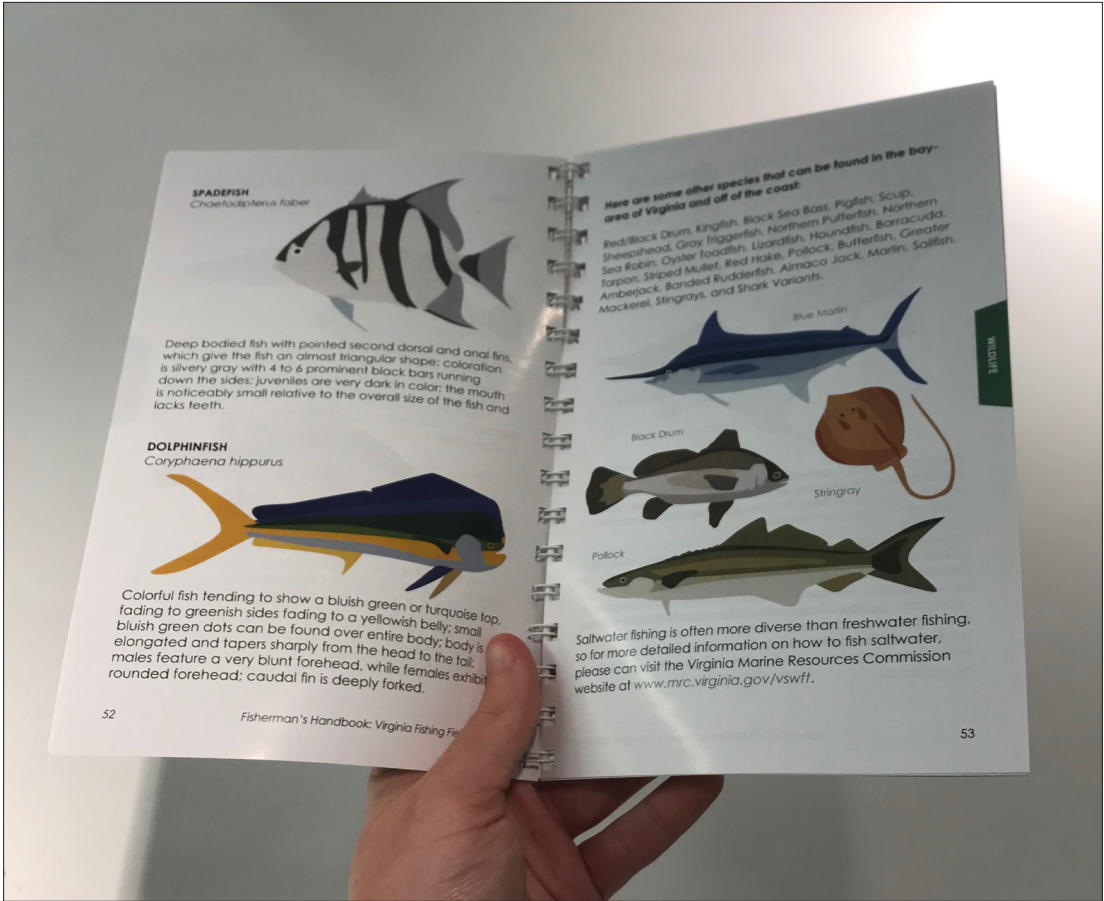 SPADEFISH
Chaetodipterus faber
Deep bodied fish with pointed second dorsal and anal fins,
which give the fish an almost triangular shape; coloration
is silvery gray with 4 to 6 prominent black bars running
down the sides; juveniles are very dark in color; the mouth
is noticeably small relative to the overall size of the fish and
lacks teeth.
DOLPHINFISH
Coryphaena hippurus
Colorful fish tending to show a bluish green or turquoise top,
fading to greenish sides fading to a yellowish belly; small
bluish green dots can be found over entire body; body is
elongated and tapers sharply from the head to the tail;
males feature a very blunt forehead, while females exhibit
rounded forehead; caudal fin is deeply forked.
52
Fisherman's Handbook: Virginia Fishing
Here are some other species that can be found in the bay-
area of Virginia and off of the coast:
Red/Black Drum, Kingfish, Black Sea Bass, Pigfish, Scup,
Sheepshead, Gray Triggerfish, Northern Pufferfish, Northern
Sea Robin, Oyster Toadfish, Lizardfish, Houndfish, Barracuda,
Tarpon, Striped Mullet, Red Hake, Pollock, Butterfish, Greater
Amberjack, Banded Rudderfish, Almaco Jack, Marlin, Sailfish,
Mackerel, Stingrays, and Shark Variants.
Blue Marlin
WILDLIFE
Black Drum
Stringray
Pollock
Saltwater fishing is often more diverse than freshwater fishing,
so for more detailed information on how to fish saltwater,
please can visit the Virginia Marine Resources Commission
website at www.mrc.virginia.gov/vswft.
53